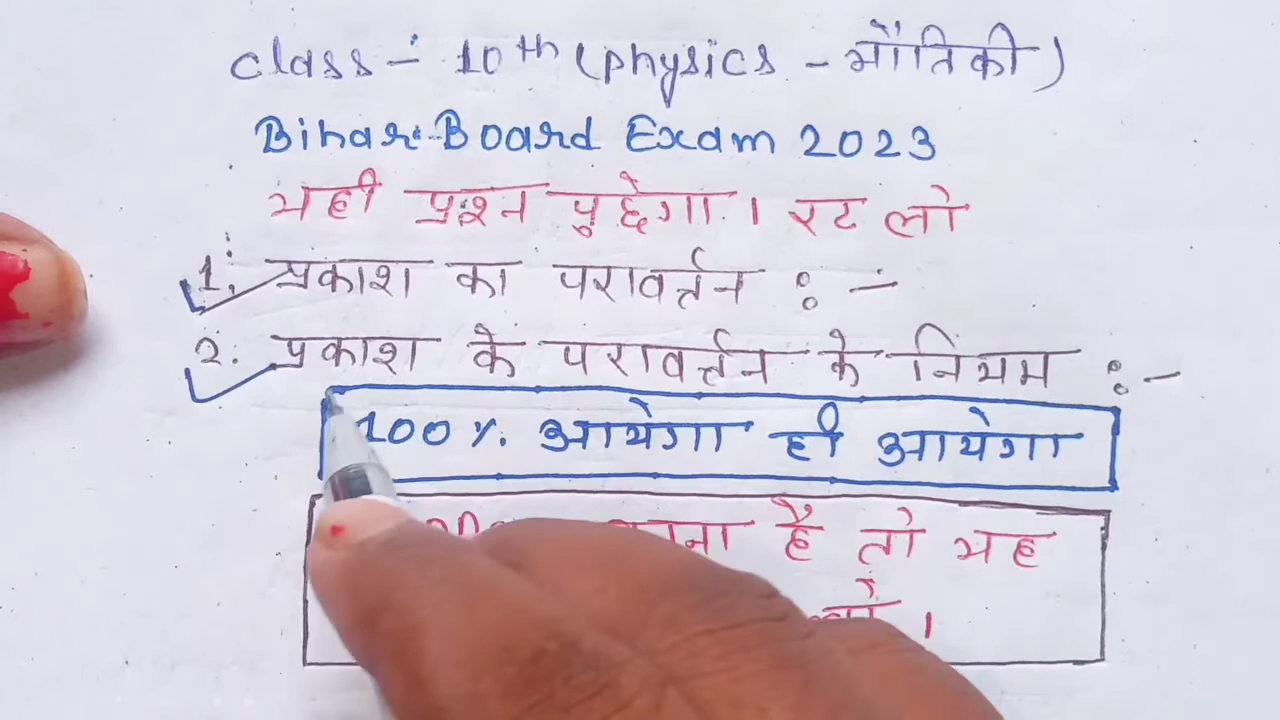 class :- 10th (physics - भौतिकी)
Bihar Board Exam 2023
यही प्रश्न पुछेगा। रट लो
1. प्रकाश का परावर्त्तन :-
2. प्रकाश के परावर्त्तन के नियम :-
100%. आयेगा ही आयेगा
है तो यह
।